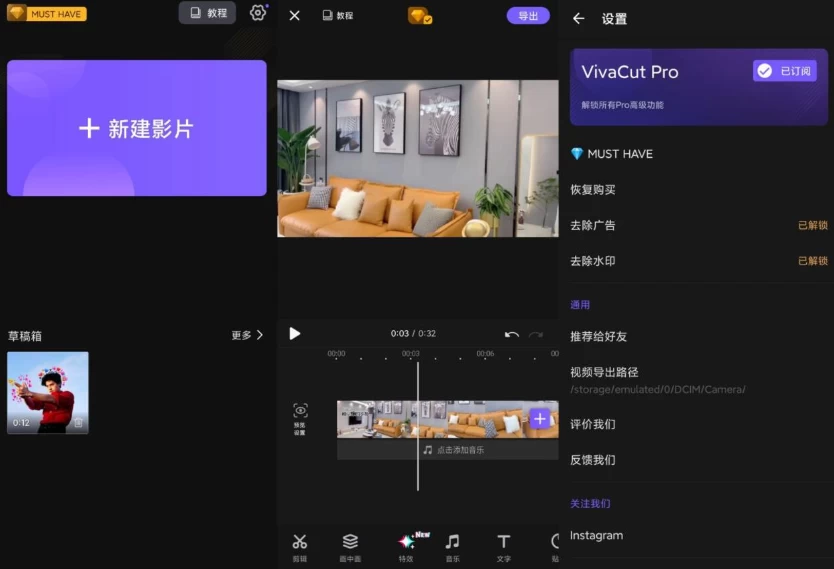 MUST HAVE
教程
新建影片
草稿箱
更多
0:12
教程
导出
0:03 / 0:32
00:00
00:03
00:06
00
预览
设置
点击添加音乐
剪辑
画中画
特效
New
音乐
文字
贴
设置
VivaCut Pro
已订阅
解锁所有Pro高级功能
MUST HAVE
恢复购买
去除广告
已解锁
去除水印
已解锁
通用
推荐给好友
视频导出路径
/storage/emulated/0/DCIM/Camera/
评价我们
反馈我们
关注我们
Instagram